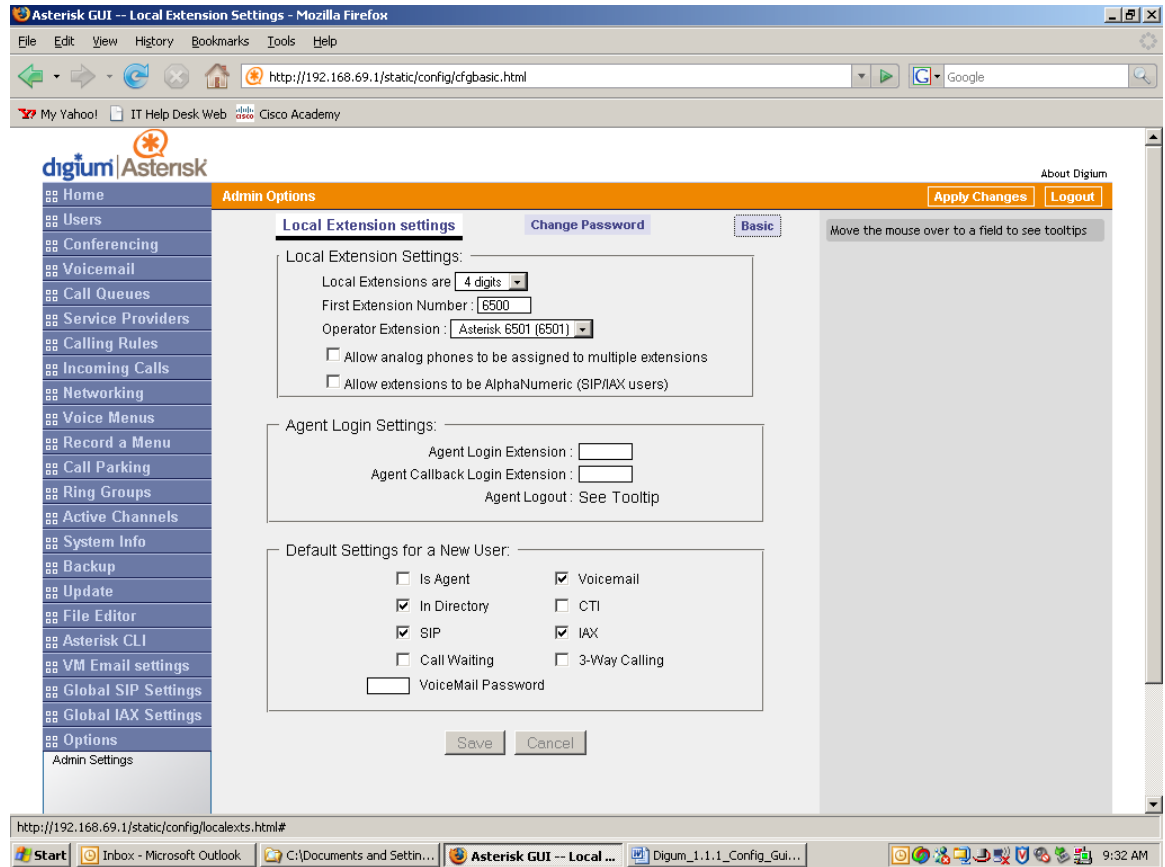 Asterisk GUI -- Local Extension Settings - Mozilla Firefox
File Edit View History Bookmarks Tools Help
http://192.168.69.1/static/config/cfgbasic.html
G Google
My Yahoo! IT Help Desk Web Cisco Academy
digium Asterisk
About Digium
Home
Admin Options
Apply Changes
Logout
Users
Conferencing
Voicemail
Call Queues
Service Providers
Calling Rules
Incoming Calls
Networking
Voice Menus
Record a Menu
Call Parking
Ring Groups
Active Channels
System Info
Backup
Update
File Editor
Asterisk CLI
VM Email settings
Global SIP Settings
Global IAX Settings
Options
Admin Settings
Local Extension settings
Change Password
Basic
Local Extension Settings:
Local Extensions are 4 digits
First Extension Number : 6500
Operator Extension : Asterisk 6501 (6501)
Allow analog phones to be assigned to multiple extensions
Allow extensions to be AlphaNumeric (SIP/IAX users)
Agent Login Settings:
Agent Login Extension :
Agent Callback Login Extension :
Agent Logout : See Tooltip
Default Settings for a New User:
Is Agent Voicemail
In Directory CTI
SIP IAX
Call Waiting 3-Way Calling
VoiceMail Password
Save Cancel
Move the mouse over to a field to see tooltips
http://192.168.69.1/static/config/localexts.html#
Start
Inbox - Microsoft Outlook
C:\Documents and Settin...
Asterisk GUI -- Local ...
Digum_1.1.1_Config_Gui...
9:32 AM